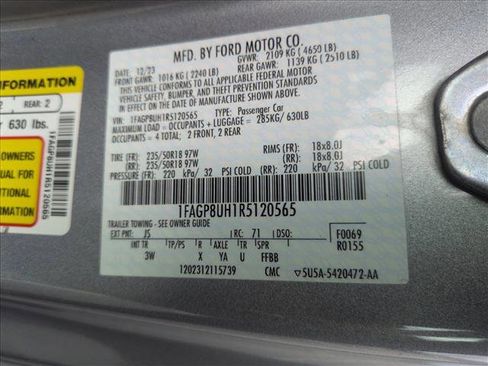 NFORMATION
2 REAR: 2
r 630 lbs.
OWNERS
NUAL FOR
ITIONAL
RMATION
1FAGP8UH1R5120565
MFD. BY FORD MOTOR CO.
DATE: 12/23 GVWR: 2109 KG ( 4650 LB)
FRONT GAWR: 1016 KG ( 2240 LB) REAR GAWR: 1139 KG ( 2510 LB)
THIS VEHICLE CONFORMS TO ALL APPLICABLE FEDERAL MOTOR
VEHICLE SAFETY, BUMPER, AND THEFT PREVENTION STANDARDS
IN EFFECT ON THE DATE OF MANUFACTURE SHOWN ABOVE.
VIN: 1FAGP8UH1R5120565 TYPE: Passenger Car
MAXIMUM LOAD= OCCUPANTS + LUGGAGE = 285KG/630LB
OCCUPANTS = 4 TOTAL; 2 FRONT, 2 REAR
TIRE (FR): 235/50R18 97W RIMS (FR): 18x8.0J
TIRE (RR): 235/50R18 97W (RR): 18x8.0J
PRESSURE (FR): 220 kPa/ 32 PSI COLD (RR): 220 kPa/ 32 PSI COLD
1FAGP8UH1R5120565
TRAILER TOWING- SEE OWNER GUIDE
EXT PNT: J5 RC: 71 DSO: F0069
INT TR TP/PS R AXLE TR SPR R0155
3W X YA U FFBB
1202312115739 CMC ▽5U5A-5420472-AA